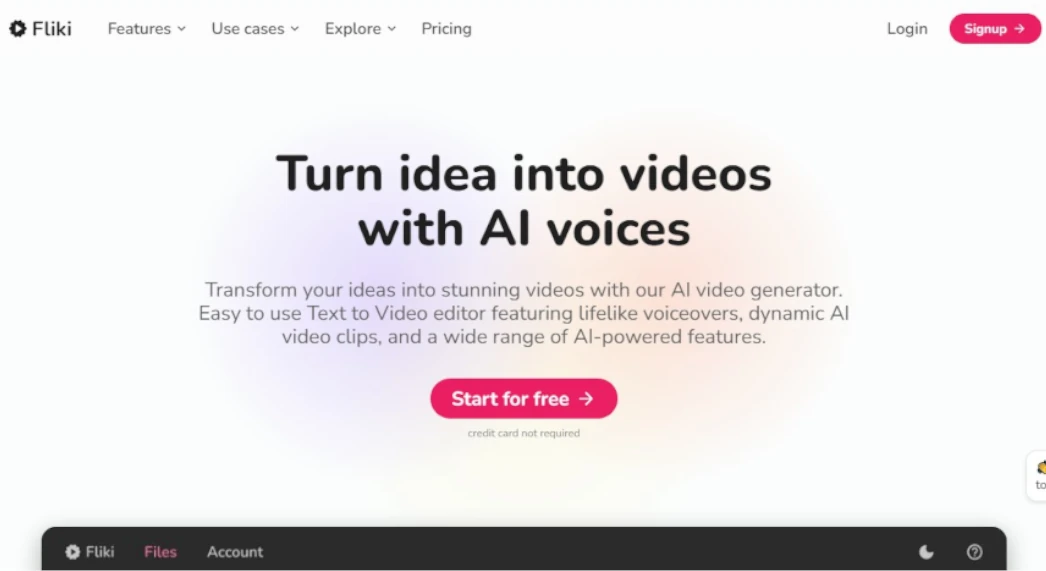 Fliki Features Use cases Explore Pricing Login Signup →
Turn idea into videos
with AI voices
Transform your ideas into stunning videos with our AI video generator.
Easy to use Text to Video editor featuring lifelike voiceovers, dynamic AI
video clips, and a wide range of AI-powered features.
Start for free →
credit card not required
to
Fliki Files Account